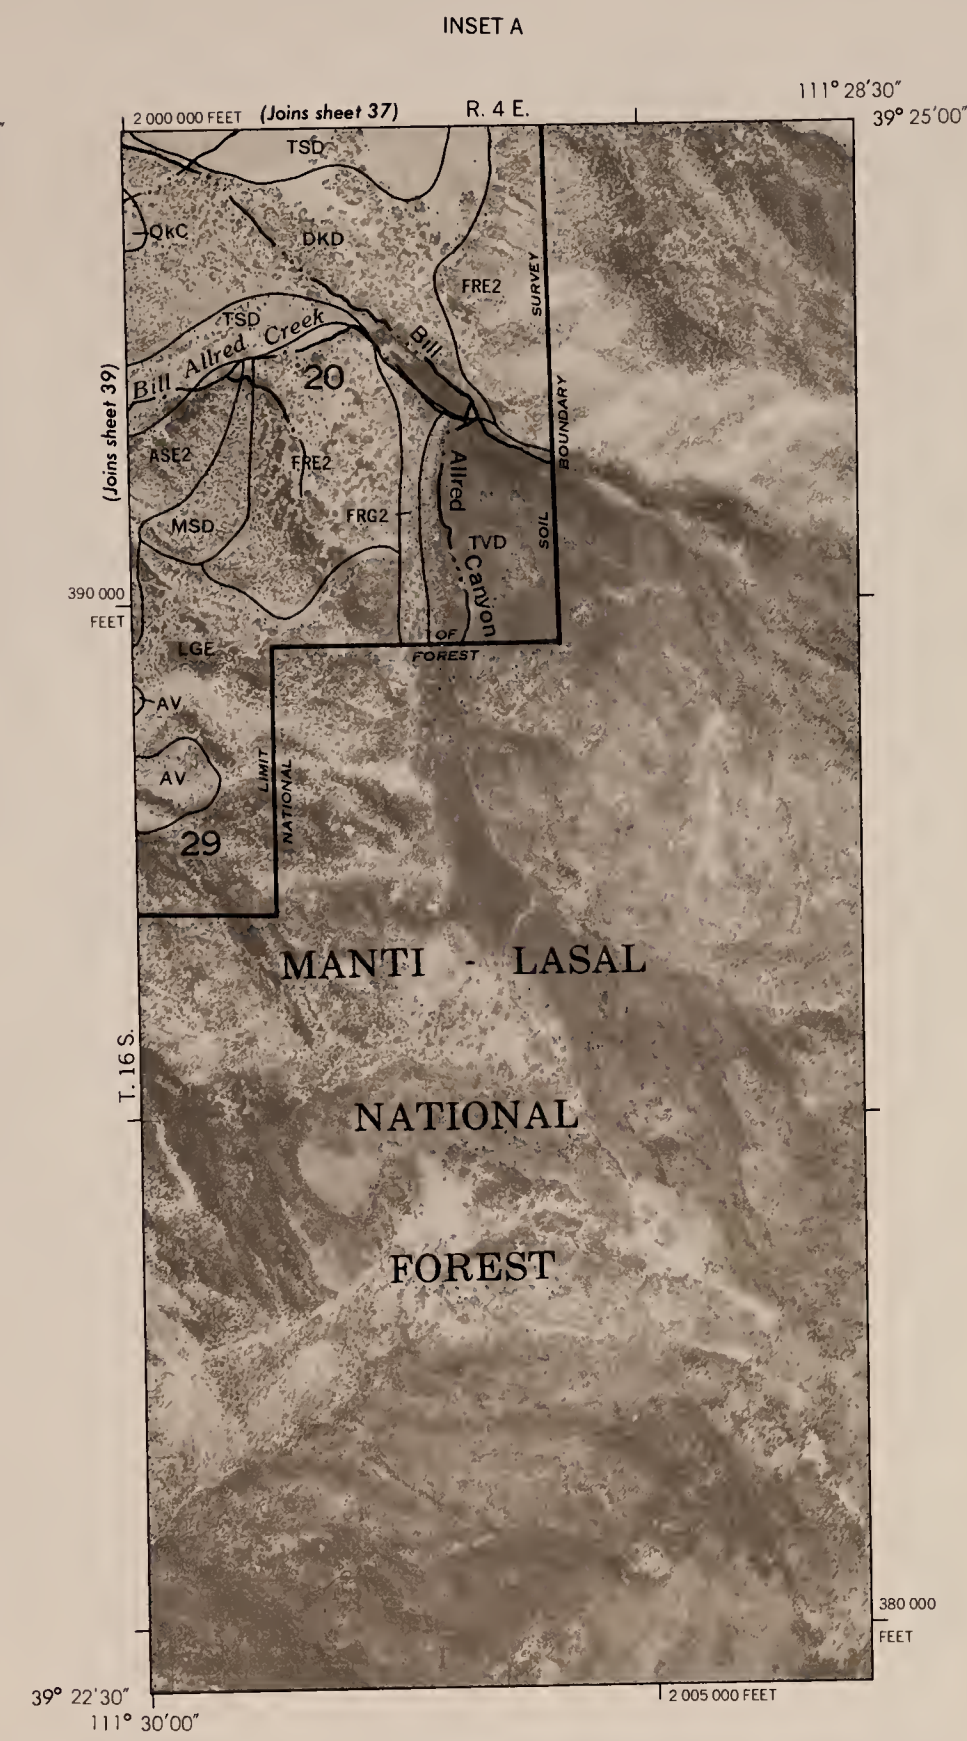 INSET A
111° 28′30″
39° 25′00″
2 000 000 FEET (Joins sheet 37) R. 4 E.
TSD
QkC
DKD
FRE2
SURVEY
TSD
Bill Allred Creek
Bill
20
(Joins sheet 39)
BOUNDARY
ASE2
FRE2
Allred
FRG2
MSD
SOIL
TVD
Canyon
390 000
FEET
OF
LGE
FOREST
AV
LIMIT
NATIONAL
AV
29
MANTI - LASAL
T. 16 S.
NATIONAL
FOREST
380 000
FEET
39° 22′30″
2 005 000 FEET
111° 30′00″